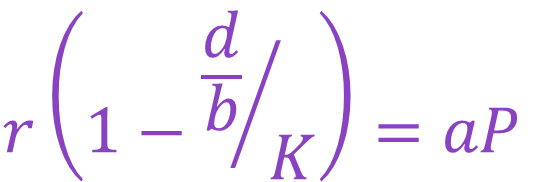 r(1 − (d/b)/K) = aP